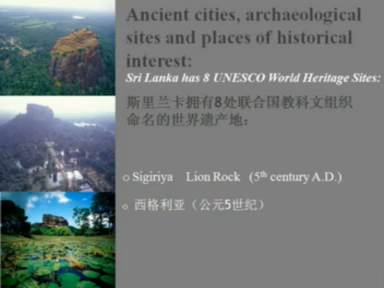 Ancient cities, archaeological
sites and places of historical
interest:
Sri Lanka has 8 UNESCO World Heritage Sites:
斯里兰卡拥有8处联合国教科文组织
命名的世界遗产地：
○ Sigiriya Lion Rock (5th century A.D.)
○ 西格利亚（公元5世纪）